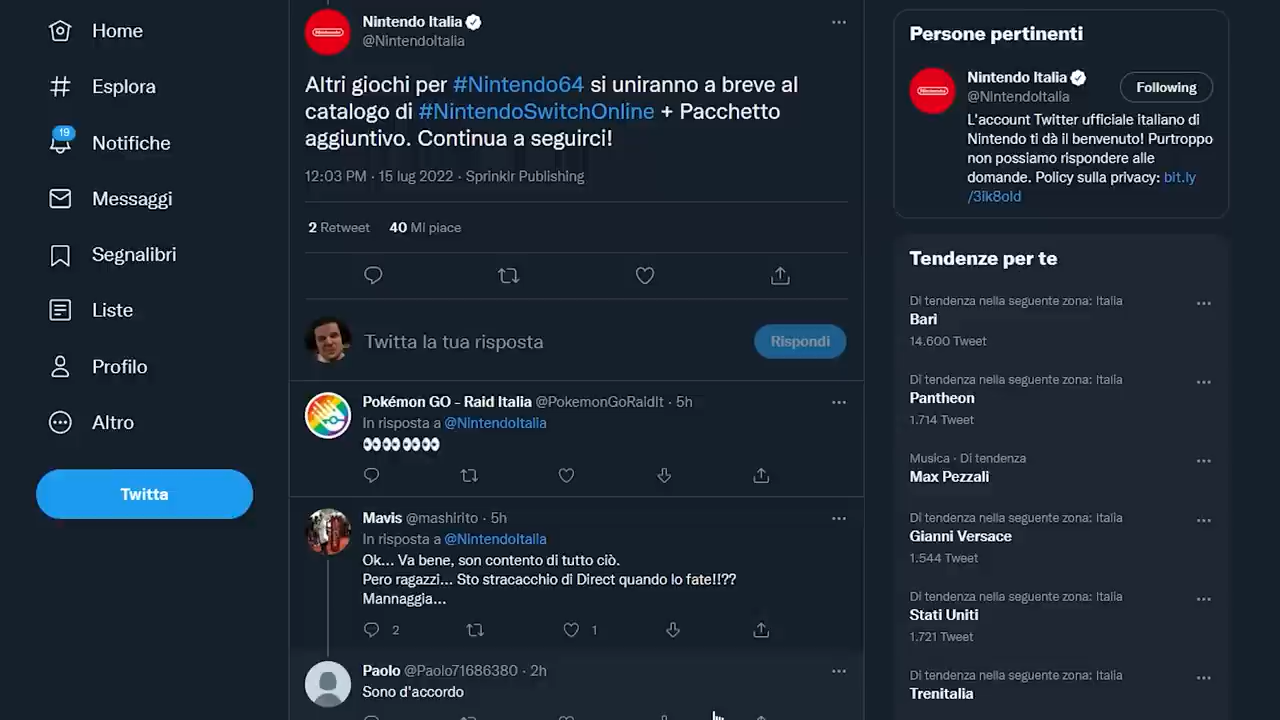 Home
Esplora
19
Notifiche
Messaggi
Segnalibri
Liste
Profilo
Altro
Twitta
Nintendo Italia
@NintendoItalia
Altri giochi per #Nintendo64 si uniranno a breve al
catalogo di #NintendoSwitchOnline + Pacchetto
aggiuntivo. Continua a seguirci!
12:03 PM · 15 lug 2022 · Sprinklr Publishing
2 Retweet 40 Mi piace
Twitta la tua risposta
Rispondi
Pokémon GO - Raid Italia @PokemonGoRaidIt · 5h
In risposta a @NintendoItalia
👀👀👀👀
Mavis @mashirito · 5h
In risposta a @NintendoItalia
Ok... Va bene, son contento di tutto ciò.
Pero ragazzi... Sto stracacchio di Direct quando lo fate!!??
Mannaggia...
2 1
Paolo @Paolo71686380 · 2h
Sono d'accordo
Persone pertinenti
Nintendo
Nintendo Italia
@NintendoItalia
Following
L'account Twitter ufficiale italiano di
Nintendo ti dà il benvenuto! Purtroppo
non possiamo rispondere alle
domande. Policy sulla privacy: bit.ly
/3ik8old
Tendenze per te
Di tendenza nella seguente zona: Italia
Bari
14.600 Tweet
Di tendenza nella seguente zona: Italia
Pantheon
1.714 Tweet
Musica · Di tendenza
Max Pezzali
Di tendenza nella seguente zona: Italia
Gianni Versace
1.544 Tweet
Di tendenza nella seguente zona: Italia
Stati Uniti
1.721 Tweet
Di tendenza nella seguente zona: Italia
Trenitalia